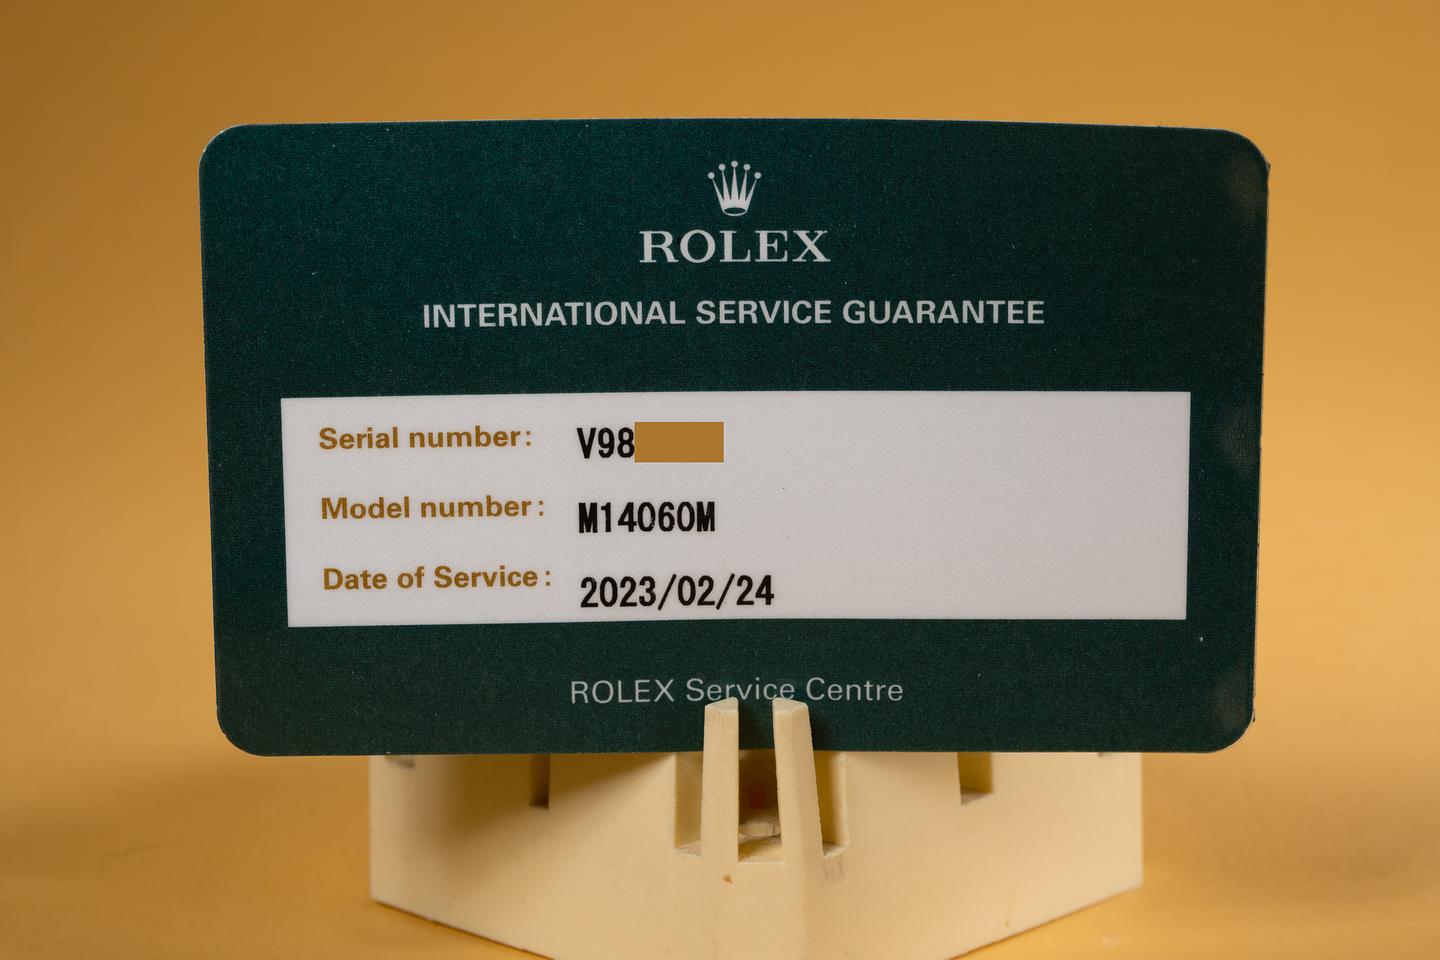 ROLEX
INTERNATIONAL SERVICE GUARANTEE
Serial number: V98
Model number: M14060M
Date of Service: 2023/02/24
ROLEX Service Centre